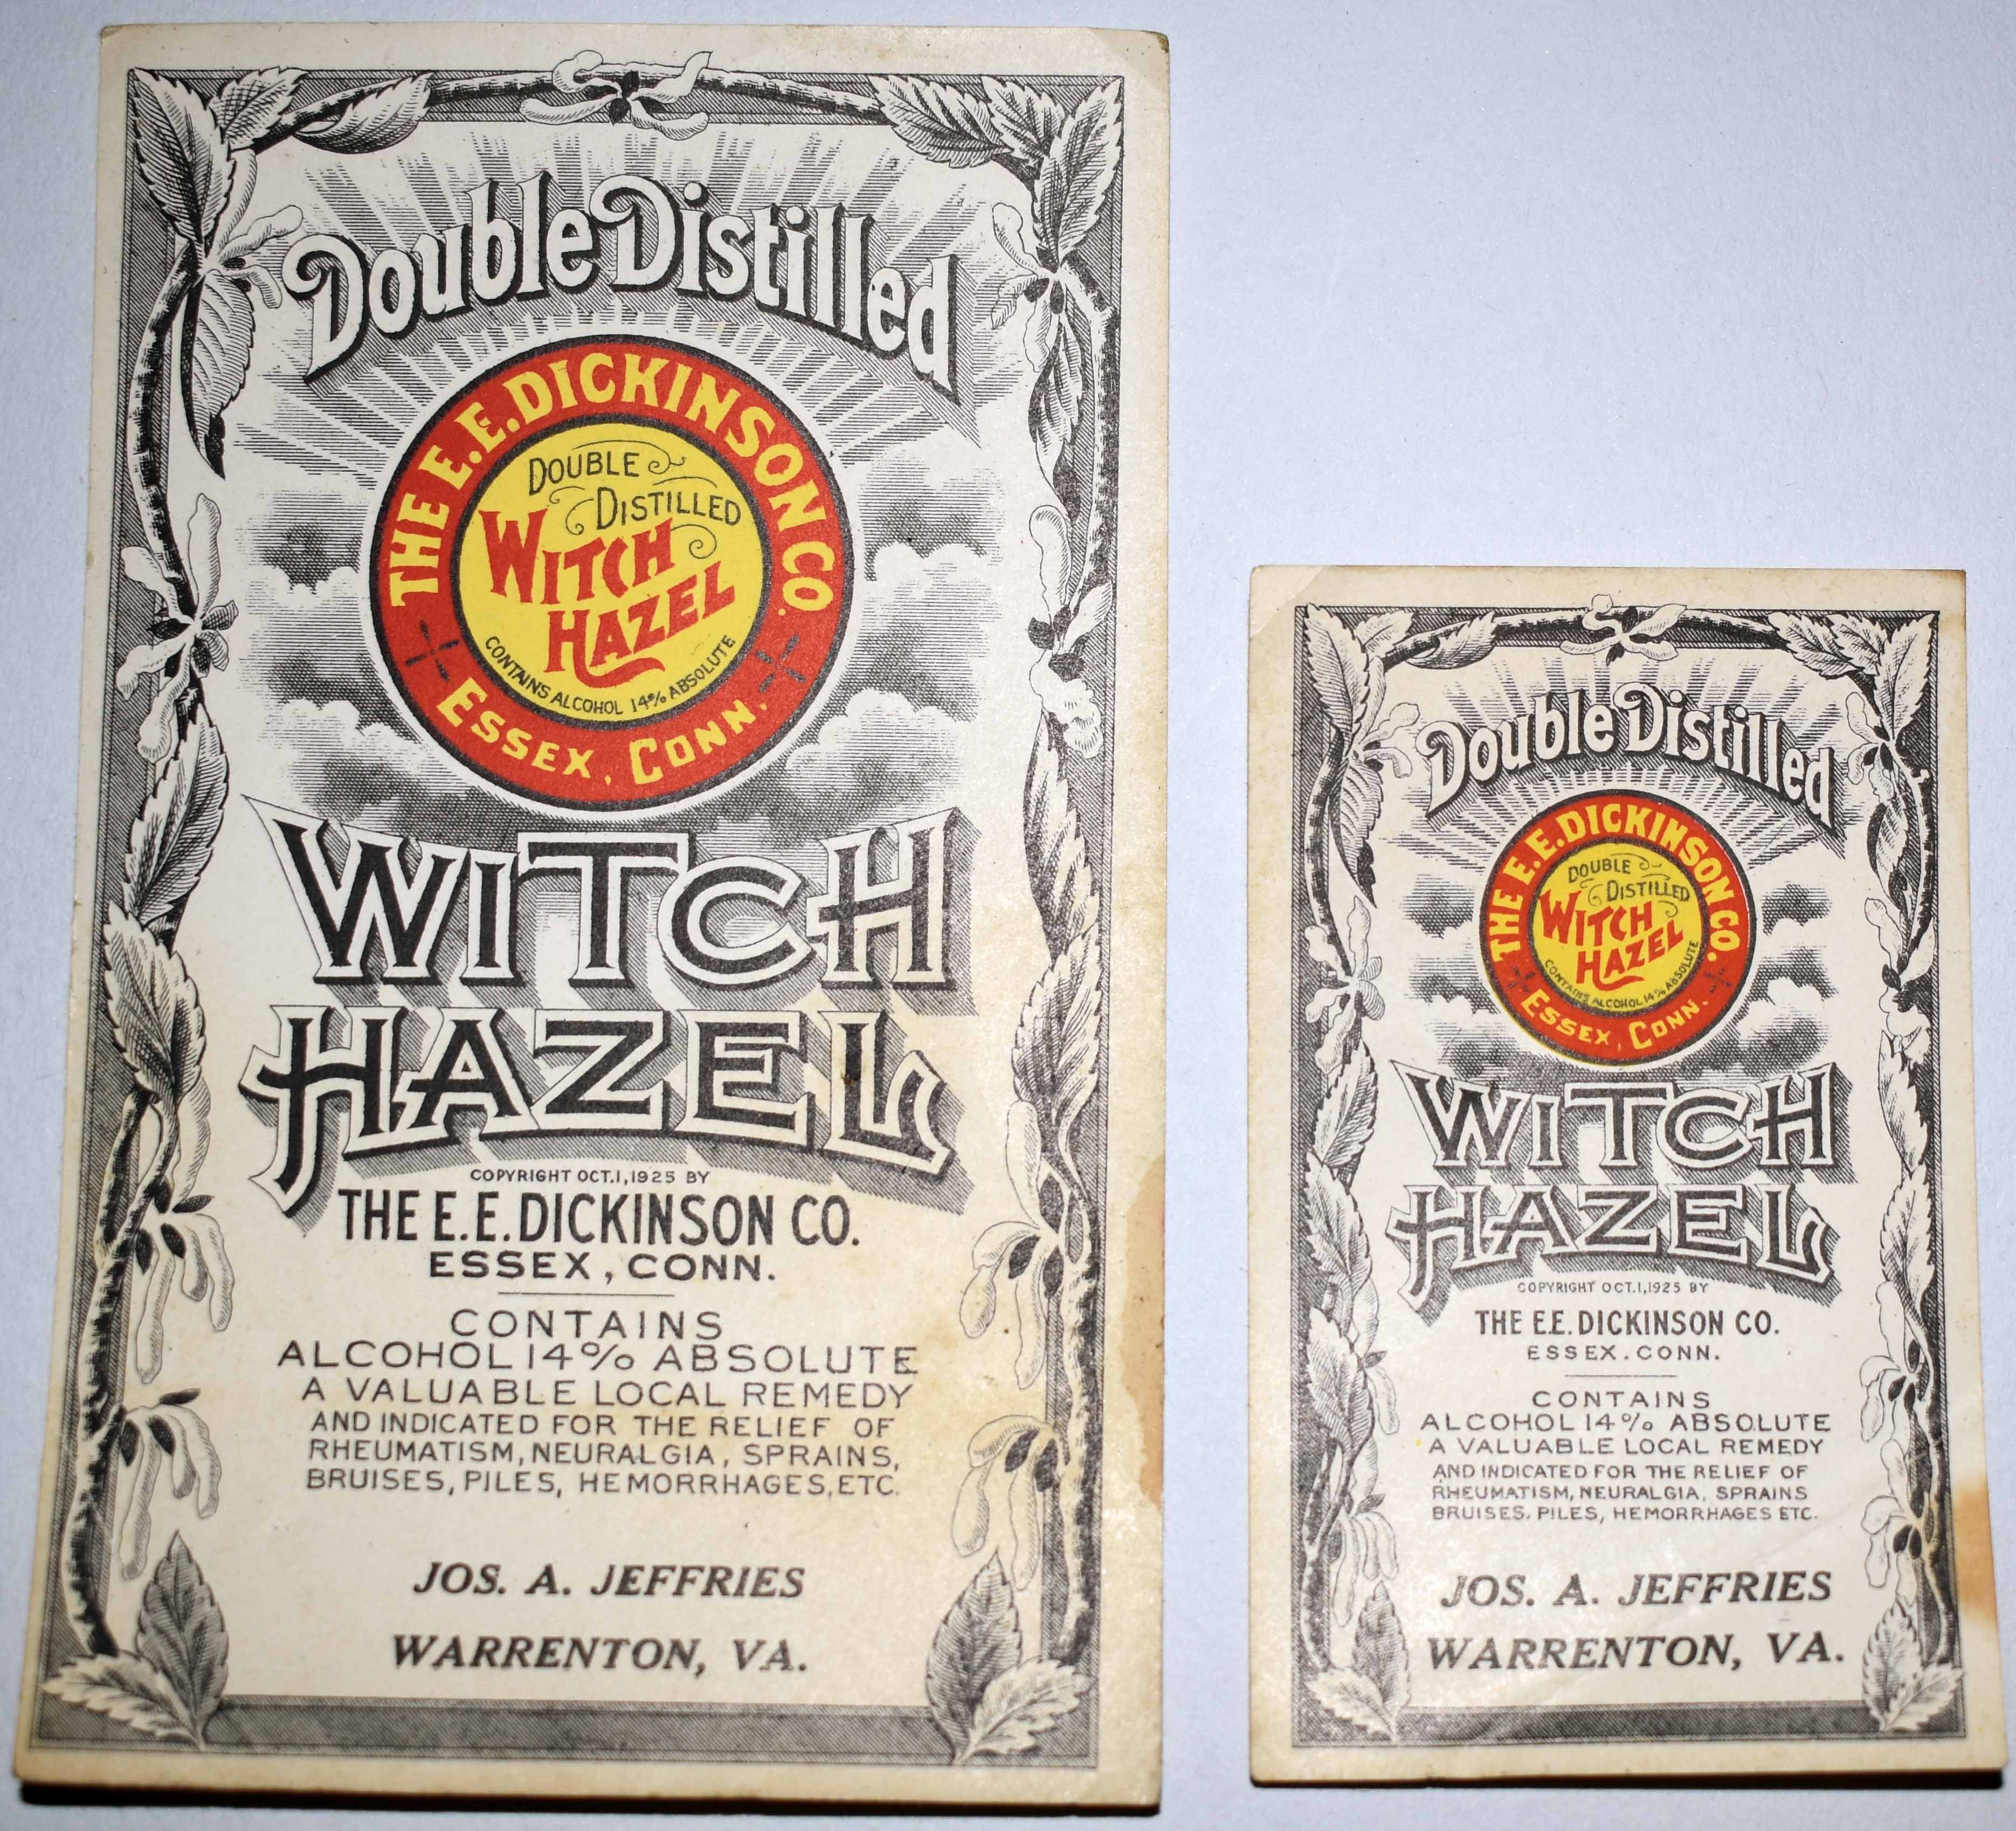 Double Distilled
THE E.E. DICKINSON CO.
DOUBLE
DISTILLED
WITCH
HAZEL
CONTAINS ALCOHOL 14% ABSOLUTE
ESSEX, CONN.
WITCH
HAZEL
COPYRIGHT OCT.1,1925 BY
THE E.E. DICKINSON CO.
ESSEX, CONN.
CONTAINS
ALCOHOL 14% ABSOLUTE
A VALUABLE LOCAL REMEDY
AND INDICATED FOR THE RELIEF OF
RHEUMATISM, NEURALGIA, SPRAINS,
BRUISES, PILES, HEMORRHAGES, ETC.
JOS. A. JEFFRIES
WARRENTON, VA.
Double Distilled
THE E.E. DICKINSON CO.
DOUBLE
DISTILLED
WITCH
HAZEL
CONTAINS ALCOHOL 14% ABSOLUTE
ESSEX, CONN.
WITCH
HAZEL
COPYRIGHT OCT.1,1925 BY
THE E.E. DICKINSON CO.
ESSEX. CONN.
CONTAINS
ALCOHOL 14% ABSOLUTE
A VALUABLE LOCAL REMEDY
AND INDICATED FOR THE RELIEF OF
RHEUMATISM, NEURALGIA, SPRAINS
BRUISES. PILES, HEMORRHAGES ETC.
JOS. A. JEFFRIES
WARRENTON, VA.